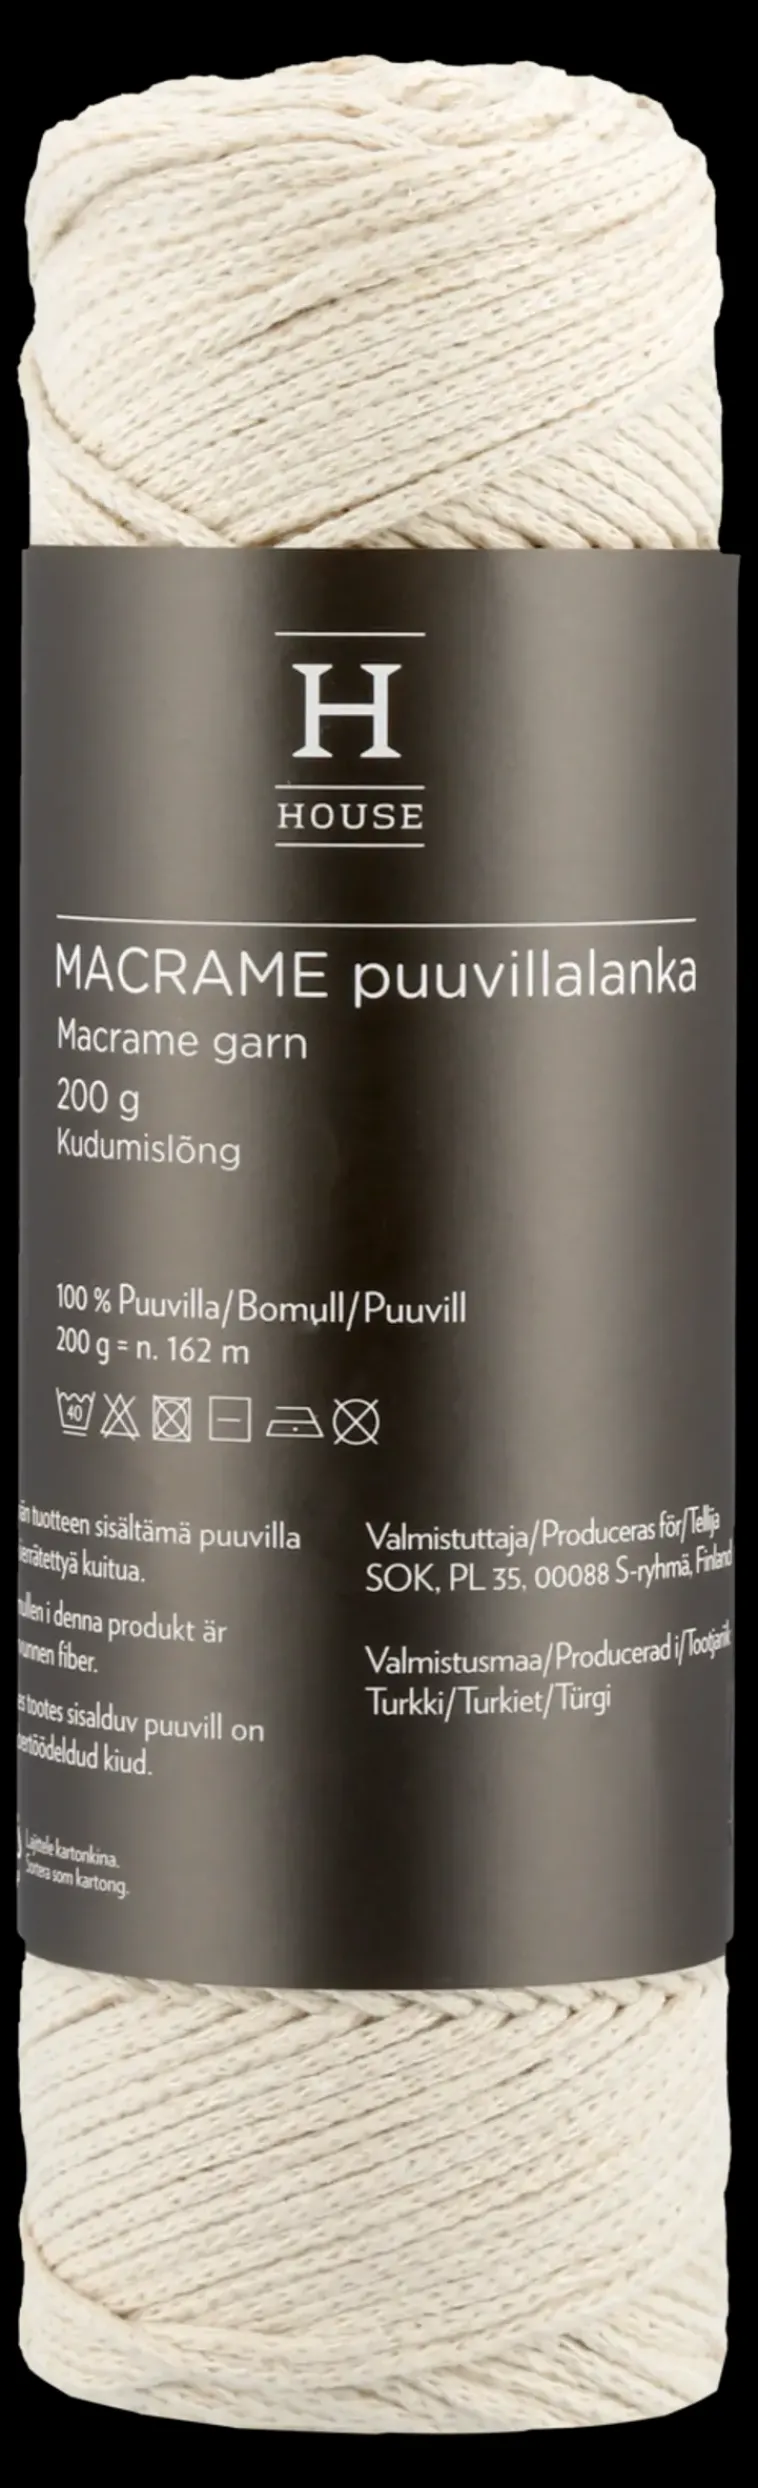 H
HOUSE
MACRAME puuvillalanka
Macrame garn
200 g
Kudumislõng
100 % Puuvilla/Bomull/Puuvill
200 g = n. 162 m
40
tuotteen sisältämä puuvilla
kuitua.
i denna produkt är
fiber.
tootes sisalduv puuvill on
kiud.
Lajittele kartonkina.
Sortera som kartong.
Valmistuttaja/Produceras för/Tellija
SOK, PL 35, 00088 S-ryhmä, Finland
Valmistusmaa/Producerad i/
Turkki/Turkiet/Türgi